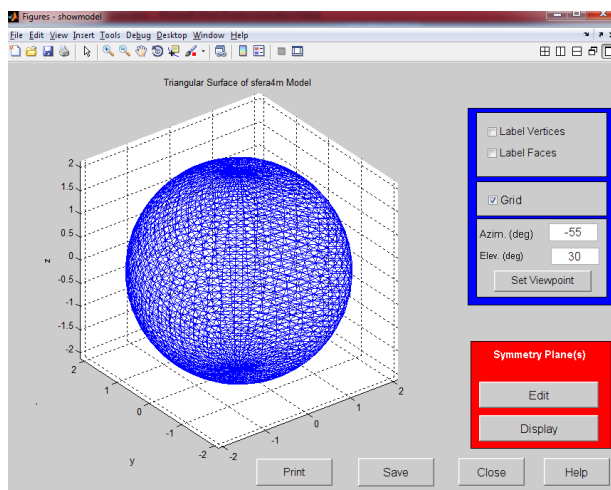 Figures - showmodel
File Edit View Insert Tools Debug Desktop Window Help
Triangular Surface of sfera4m Model
Label Vertices
Label Faces
Grid
Azim. (deg) -55
Elev. (deg) 30
Set Viewpoint
Symmetry Plane(s)
Edit
Display
z
2
1.5
1
0.5
0
-0.5
-1
-1.5
-2
2
1
0
-1
-2
y
-2
-1
0
1
2
Print Save Close Help